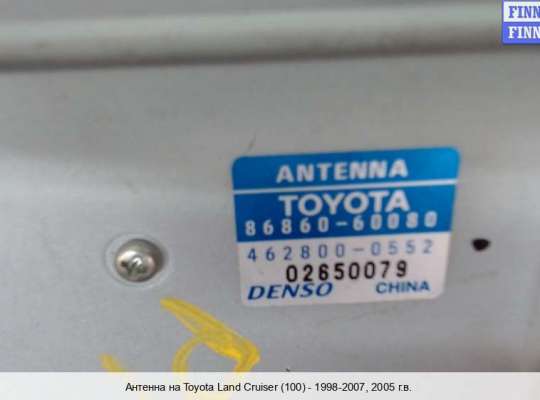 FINN
FINN
ANTENNA
TOYOTA
86860-60080
462800-0552
02650079
DENSO CHINA
Антенна на Toyota Land Cruiser (100) - 1998-2007, 2005 г.в.